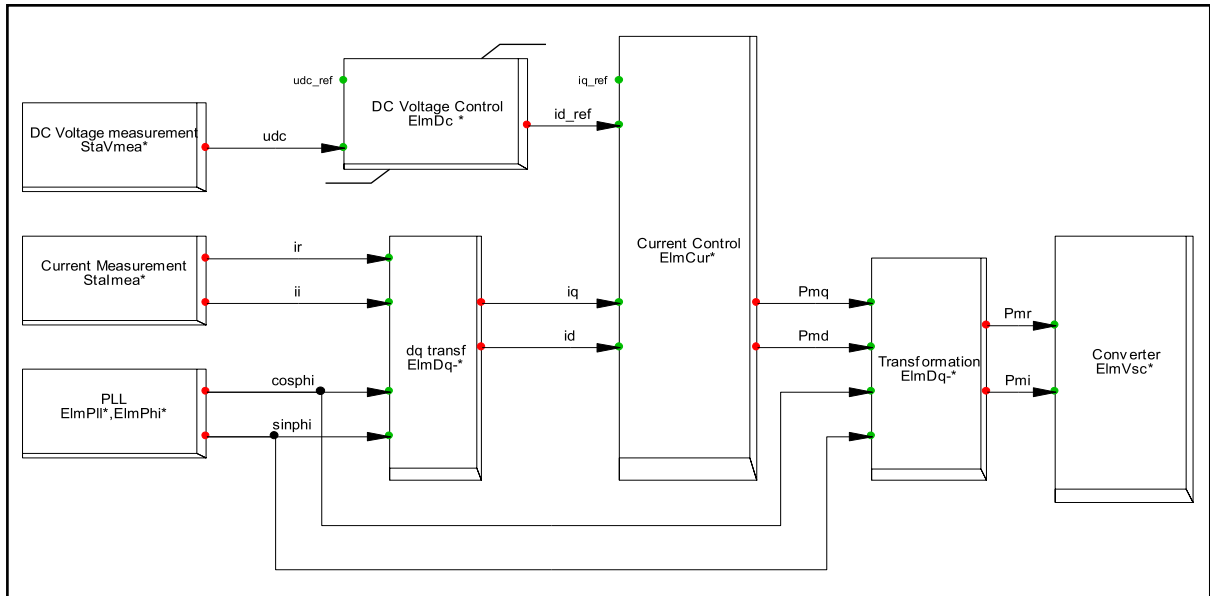 udc_ref
iq_ref
DC Voltage Control
ElmDc *
id_ref
DC Voltage measurement
StaVmea*
udc
Current Measurement
StaImea*
ir
ii
Current Control
ElmCur*
iq
id
dq transf
ElmDq-*
Pmq
Pmd
Transformation
ElmDq-*
Pmr
Pmi
Converter
ElmVsc*
PLL
ElmPll*,ElmPhi*
cosphi
sinphi